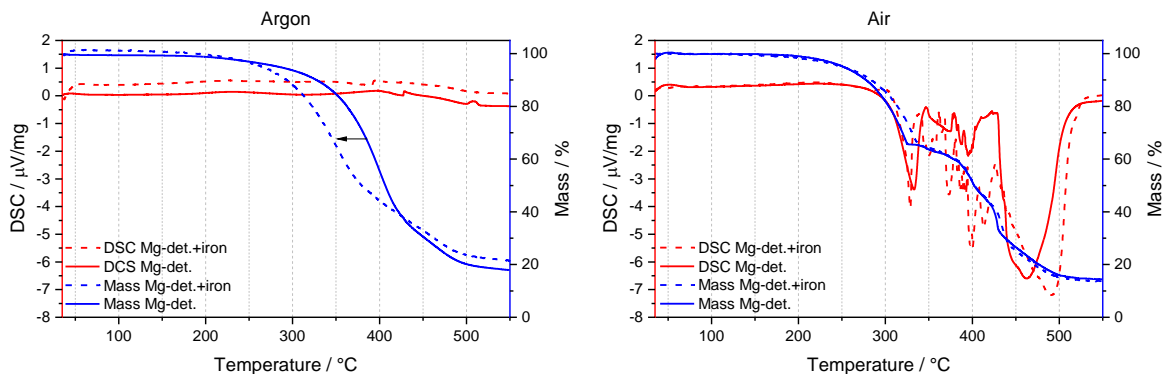 Argon
2
1
0
-1
-2
-3
-4
-5
-6
-7
-8
DSC / µV/mg
100
80
60
40
20
0
Mass / %
DSC Mg-det.+iron
DCS Mg-det.
Mass Mg-det.+iron
Mass Mg-det.
100 200 300 400 500
Temperature / °C
Air
2
1
0
-1
-2
-3
-4
-5
-6
-7
-8
DSC / µV/mg
100
80
60
40
20
0
Mass / %
DSC Mg-det.+iron
DSC Mg-det.
Mass Mg-det.+iron
Mass Mg-det.
100 200 300 400 500
Temperature / °C